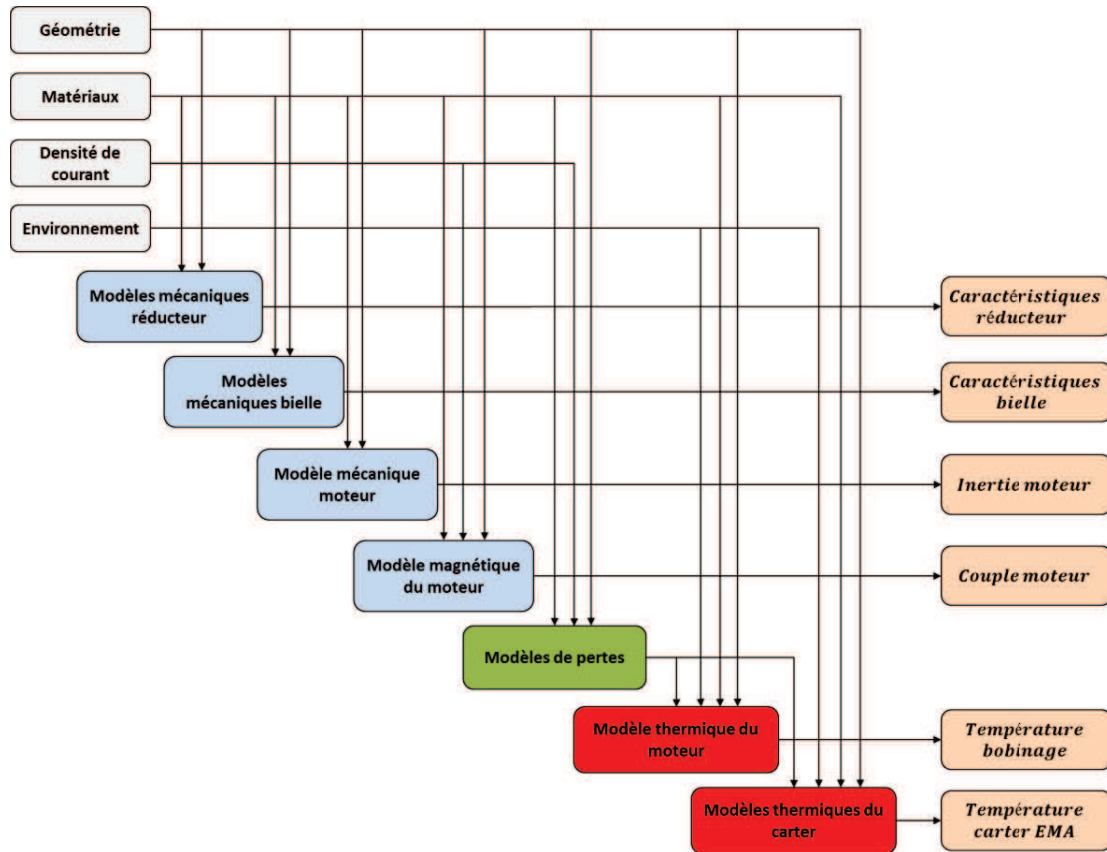 Géométrie
Matériaux
Densité de
courant
Environnement
Modèles mécaniques
réducteur
Caractéristiques
réducteur
Modèles
mécaniques bielle
Caractéristiques
bielle
Modèle mécanique
moteur
Inertie moteur
Modèle magnétique
du moteur
Couple moteur
Modèles de pertes
Modèle thermique du
moteur
Température
bobinage
Modèles thermiques du
carter
Température
carter EMA